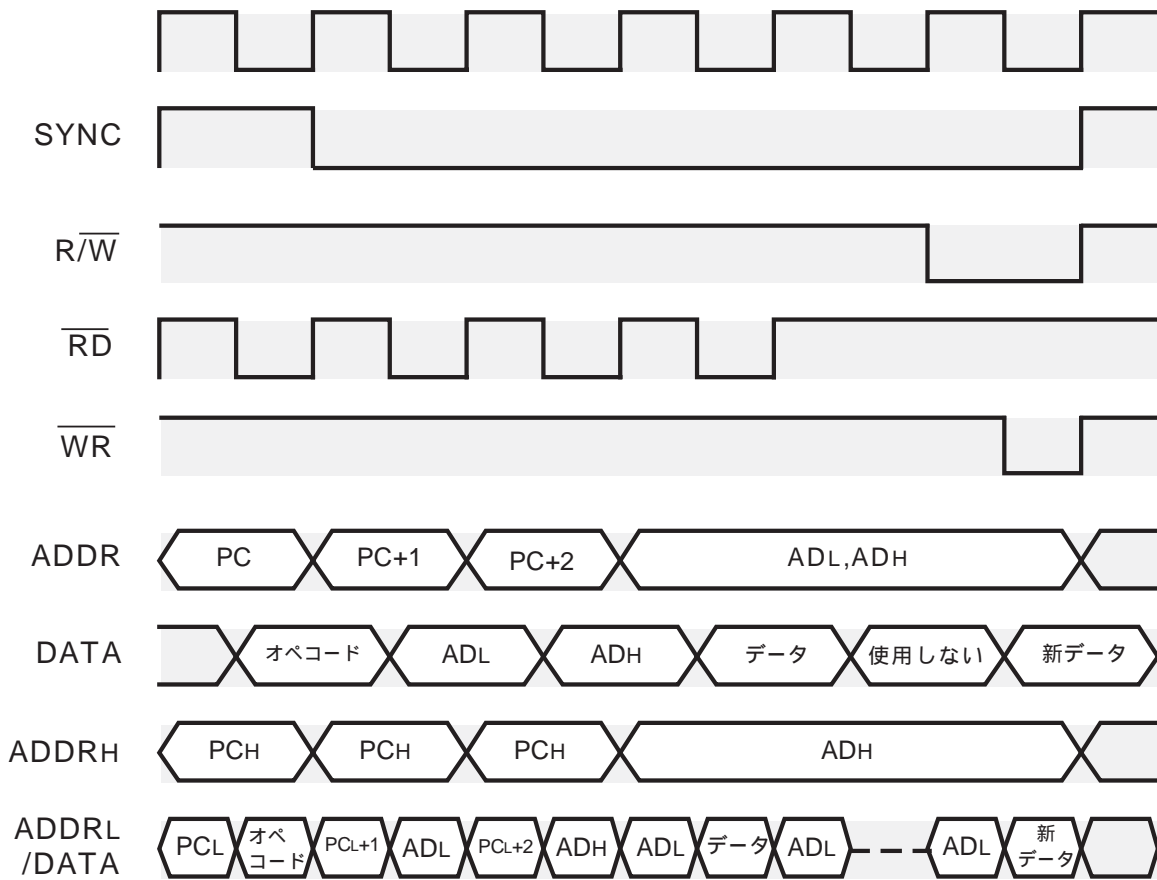 SYNC
R/W
RD
WR
ADDR
PC PC+1 PC+2 ADL,ADH
DATA
オペコード ADL ADH データ 使用しない 新データ
ADDRH
PCH PCH PCH ADH
ADDRL
/DATA
PCL オペ
コード PCL+1 ADL PCL+2 ADH ADL データ ADL ADL 新
データ